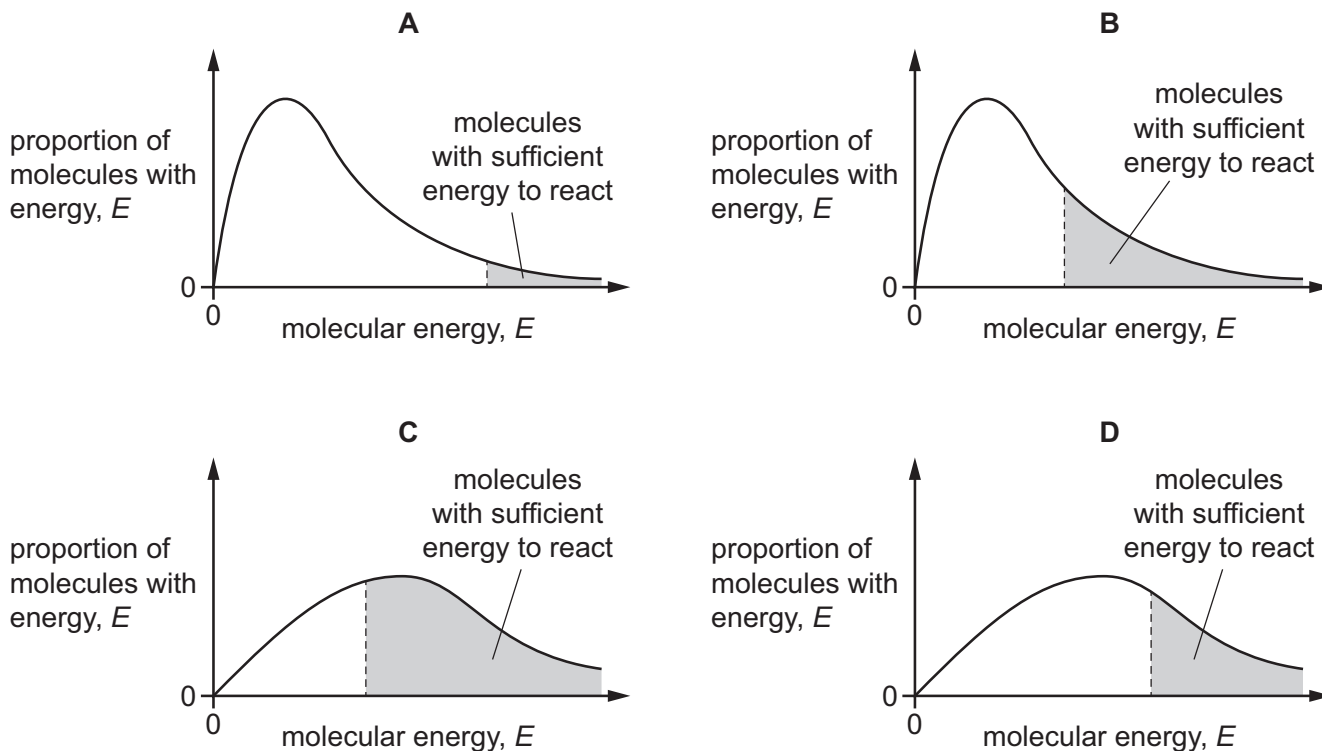 A
proportion of
molecules with
energy, E
molecules
with sufficient
energy to react
0
0
molecular energy, E
B
proportion of
molecules with
energy, E
molecules
with sufficient
energy to react
0
0
molecular energy, E
C
proportion of
molecules with
energy, E
molecules
with sufficient
energy to react
0
0
molecular energy, E
D
proportion of
molecules with
energy, E
molecules
with sufficient
energy to react
0
0
molecular energy, E